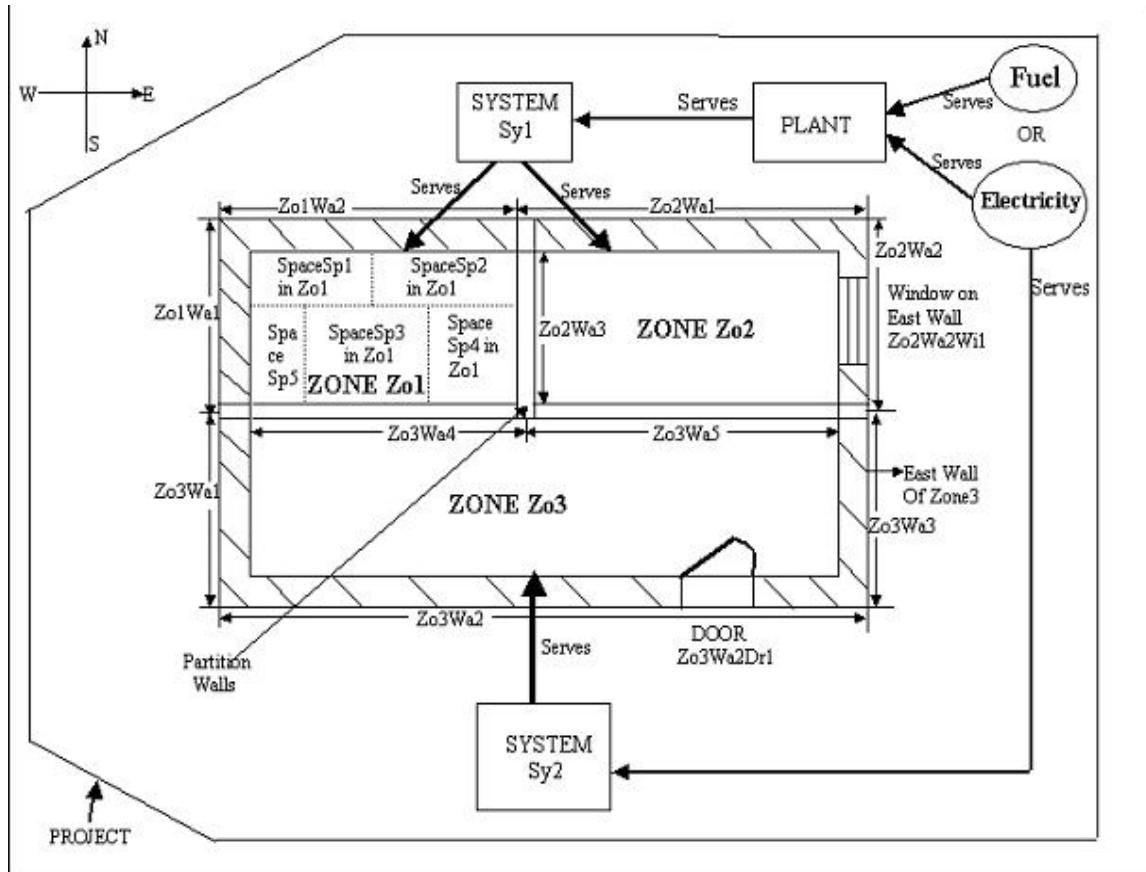 N
W
E
S
SYSTEM
Sy1
Serves
PLANT
Serves
Fuel
OR
Serves
Electricity
Serves
Serves
Serves
Zo1Wa2
Zo2Wa1
Zo1Wa1
SpaceSp1
in Zo1
SpaceSp2
in Zo1
Spa
ce
Sp5
SpaceSp3
in Zo1
Space
Sp4 in
Zo1
ZONE Zo1
Zo2Wa3
ZONE Zo2
Zo2Wa2
Window on
East Wall
Zo2Wa2Wi1
Zo3Wa4
Zo3Wa5
Zo3Wa1
ZONE Zo3
East Wall
Of Zone3
Zo3Wa3
Zo3Wa2
DOOR
Zo3Wa2Dr1
Partition
Walls
Serves
SYSTEM
Sy2
PROJECT